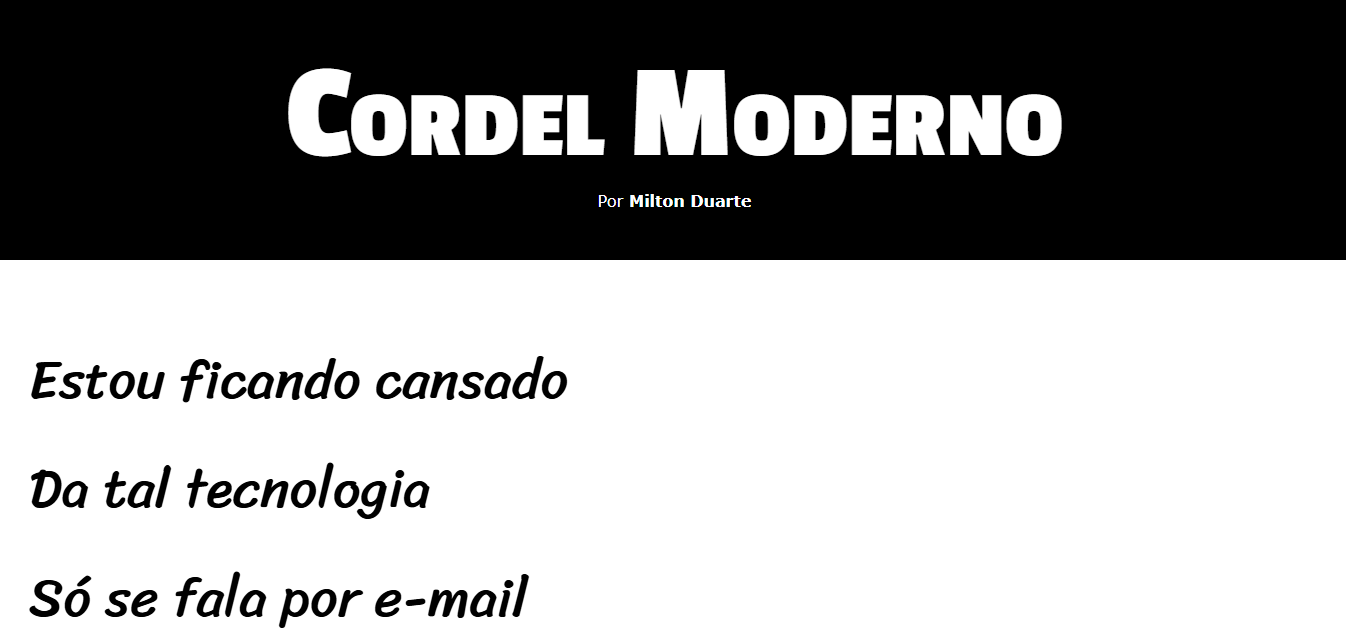 Cordel Moderno
Por Milton Duarte
Estou ficando cansado
Da tal tecnologia
Só se fala por e-mail